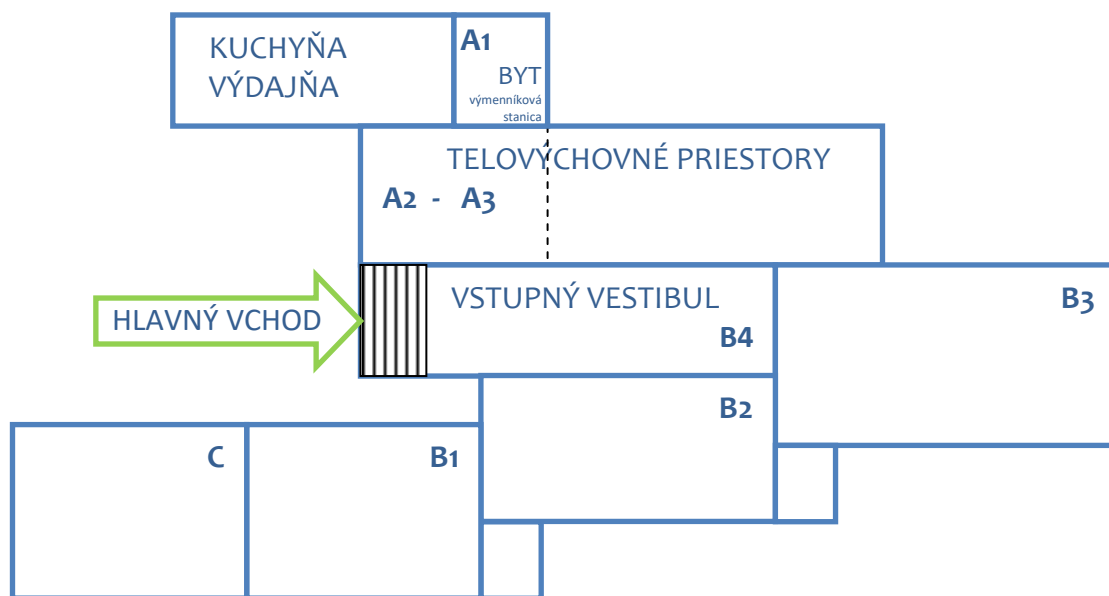 KUCHYŇA
VÝDAJŇA
A1
BYT
výmenníková
stanica
TELOVÝCHOVNÉ PRIESTORY
A2 - A3
HLAVNÝ VCHOD
VSTUPNÝ VESTIBUL
B4
B3
B2
C
B1